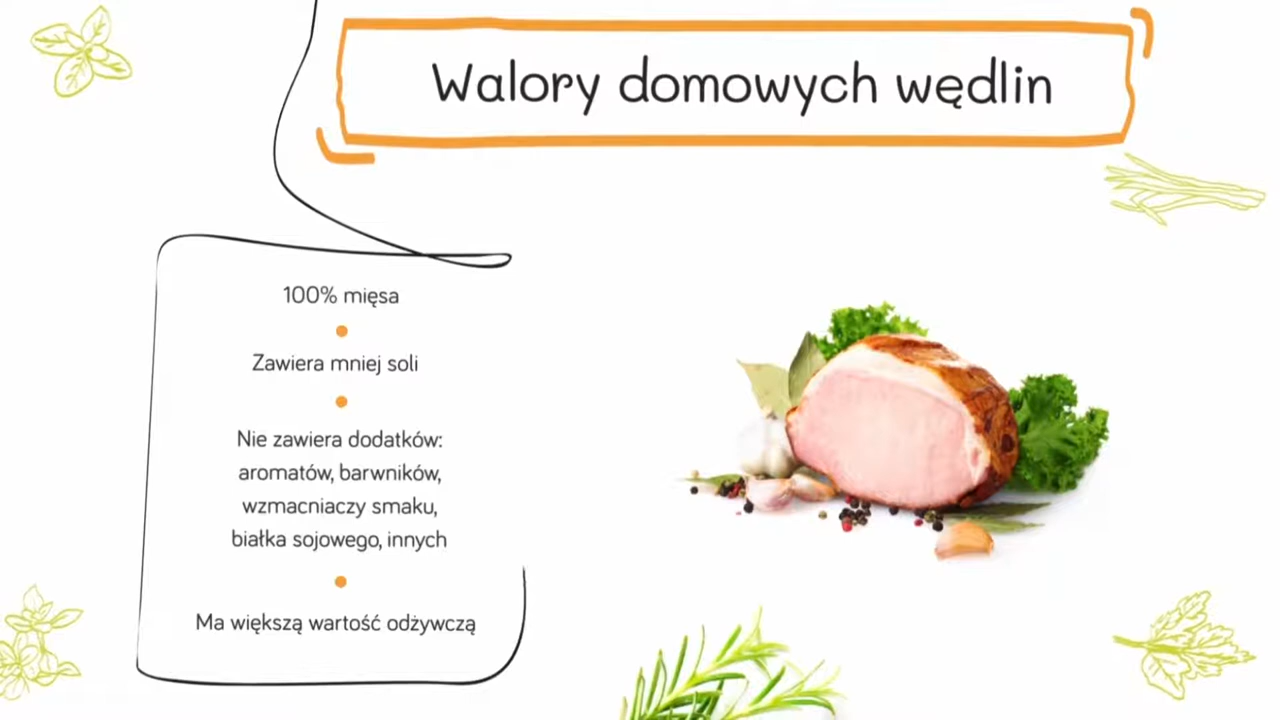 Walory domowych wędlin
100% mięsa
Zawiera mniej soli
Nie zawiera dodatków:
aromatów, barwników,
wzmacniaczy smaku,
białka sojowego, innych
Ma większą wartość odżywczą